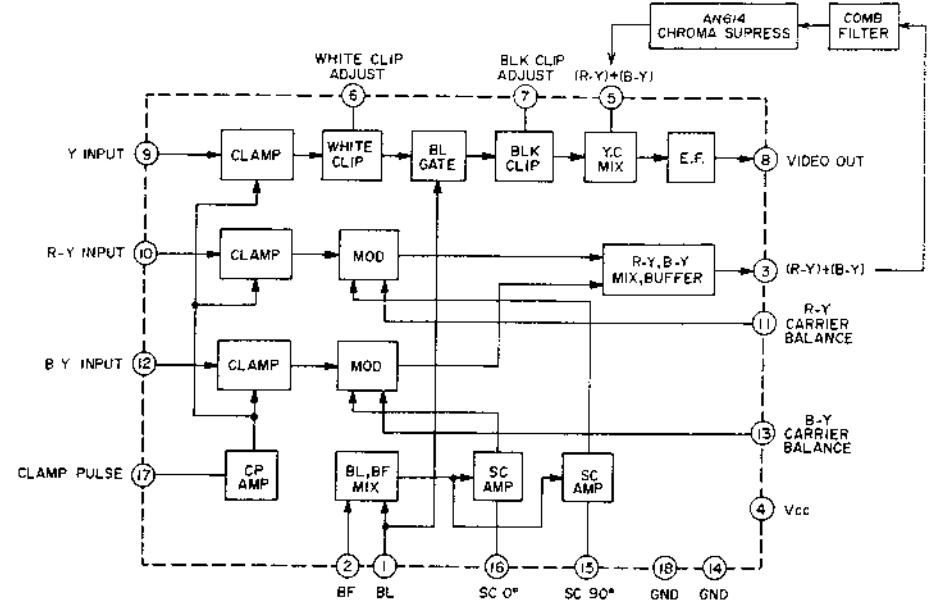 AN614
CHROMA SUPRESS
COMB
FILTER
WHITE CLIP
ADJUST
BLK CLIP
ADJUST
(R-Y)+(B-Y)
6
7
5
Y INPUT
9
CLAMP
WHITE
CLIP
BL
GATE
BLK
CLIP
Y.C
MIX
E.F.
8
VIDEO OUT
R-Y INPUT
10
CLAMP
MOD
R-Y, B-Y
MIX, BUFFER
3
(R-Y)+(B-Y)
11
R-Y
CARRIER
BALANCE
B Y INPUT
12
CLAMP
MOD
13
B-Y
CARRIER
BALANCE
CLAMP PULSE
17
CP
AMP
BL, BF
MIX
SC
AMP
SC
AMP
4
Vcc
2
1
16
15
18
14
BF
BL
SC 0°
SC 90°
GND
GND